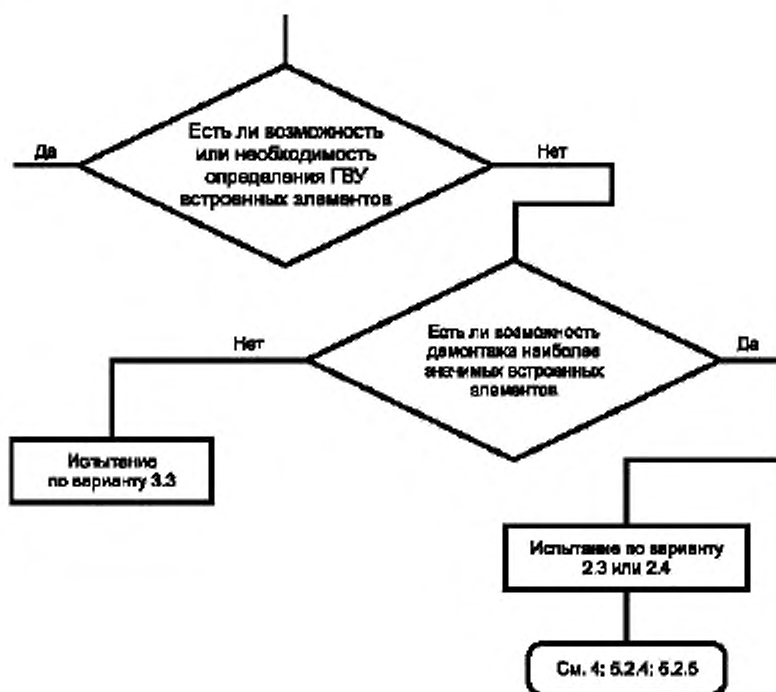 Есть ли возможность
или необходимость
определения ГВУ
встроенных элементов
Да
Нет
Есть ли возможность
демонтажа наиболее
значимых встроенных
элементов
Нет
Да
Испытание
по варианту 3.3
Испытание по варианту
2.3 или 2.4
См. 4; 5.2.4; 5.2.5